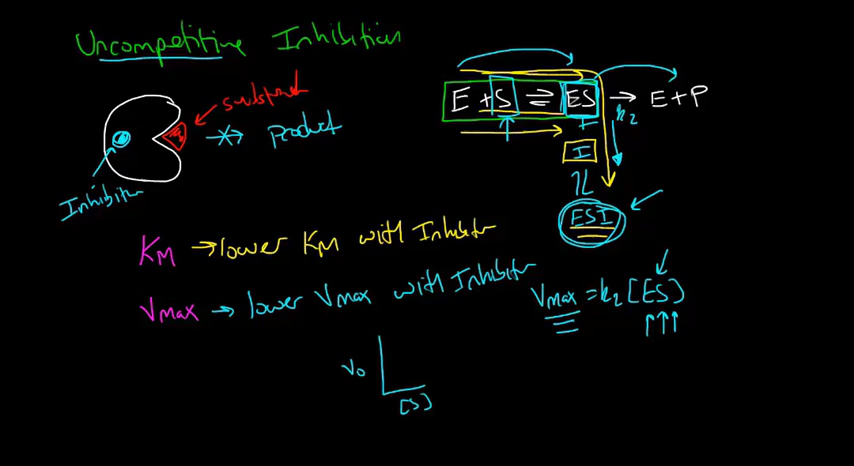 Uncompetitive Inhibition
substrat
product
Inhibitor
E + S ⇌ ES → E + P
k2
+
I
⇌
ESI
KM → lower KM with Inhibitor
Vmax → lower Vmax with Inhibitor
Vmax = k2 [ES]
V0
[S]